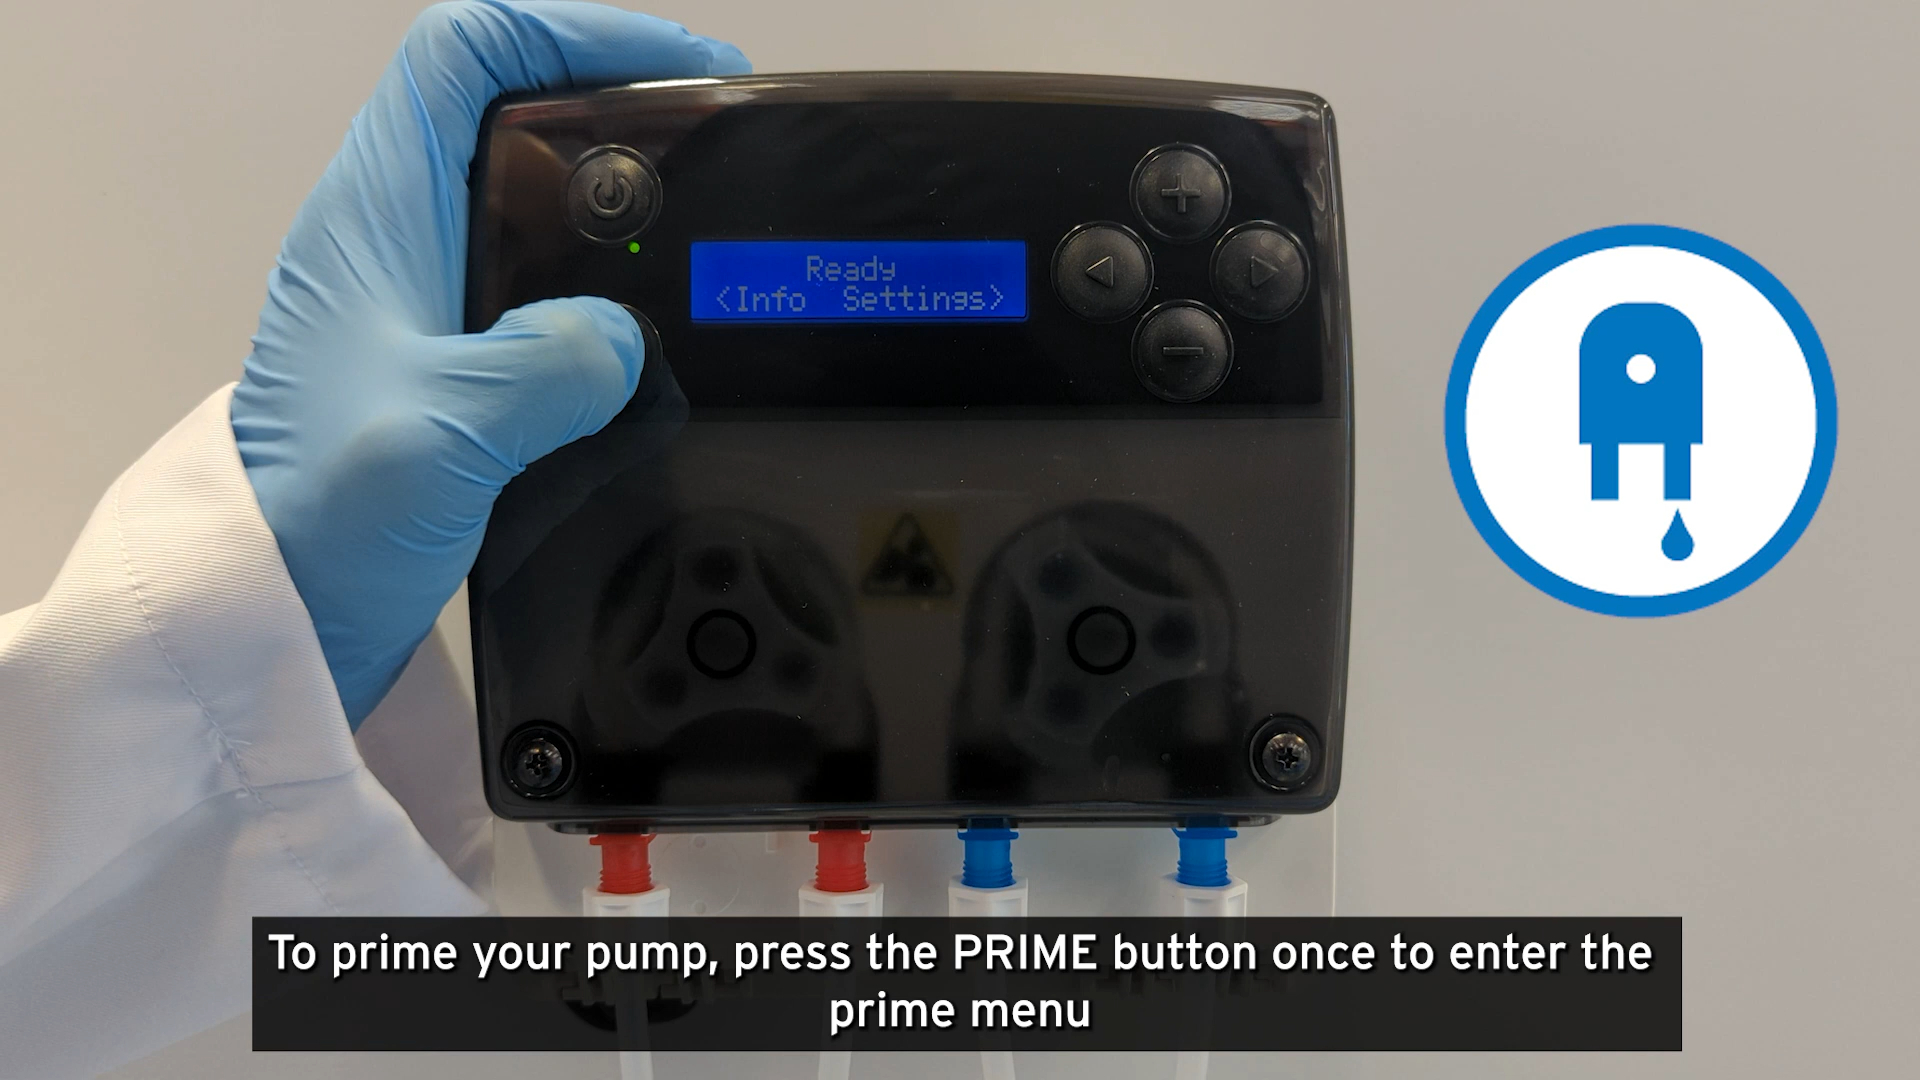 Ready
<Info  Settings>
To prime your pump, press the PRIME button once to enter the
prime menu